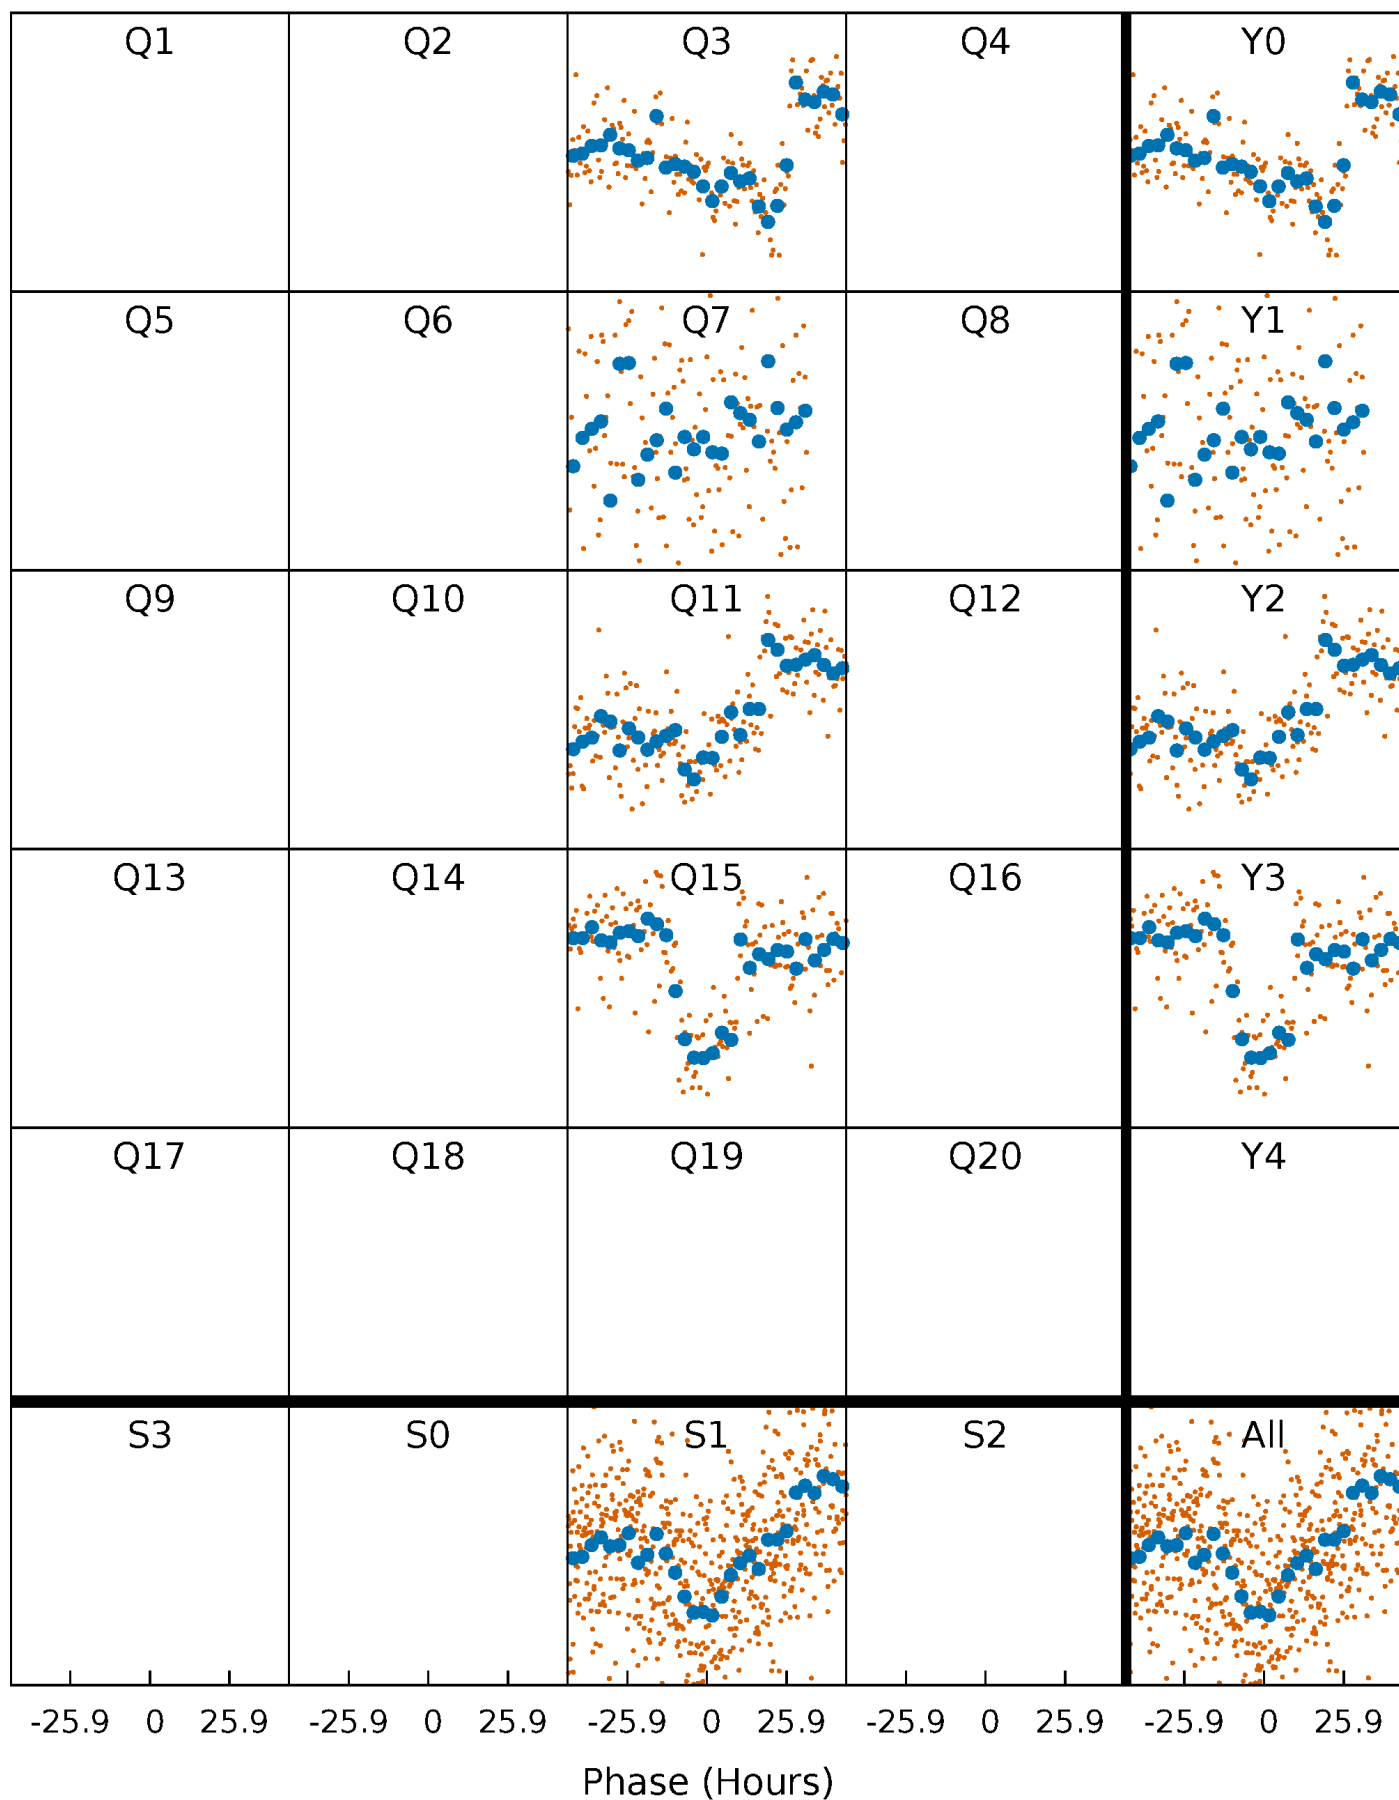 Q1 Q2 Q3 Q4 Y0
Q5 Q6 Q7 Q8 Y1
Q9 Q10 Q11 Q12 Y2
Q13 Q14 Q15 Q16 Y3
Q17 Q18 Q19 Q20 Y4
S3 S0 S1 S2 All
-25.9 0 25.9 -25.9 0 25.9 -25.9 0 25.9 -25.9 0 25.9 -25.9 0 25.9
Phase (Hours)